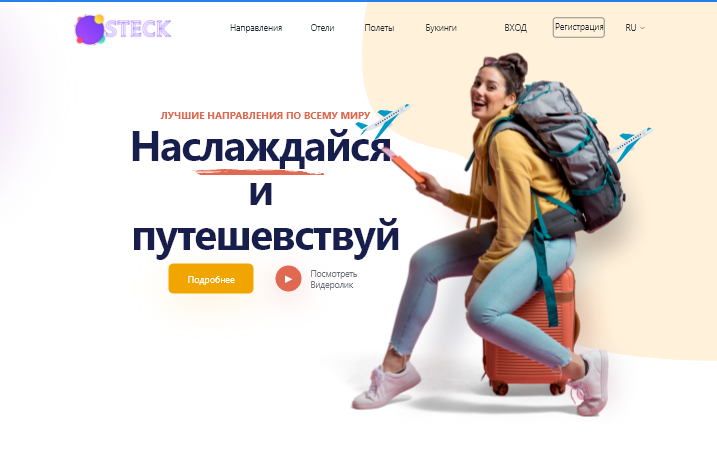 STECK
Направления Отели Полеты Букинги ВХОД Регистрация RU
ЛУЧШИЕ НАПРАВЛЕНИЯ ПО ВСЕМУ МИРУ
Наслаждайся
и
путешевствуй
Подробнее
Посмотреть
Видеролик